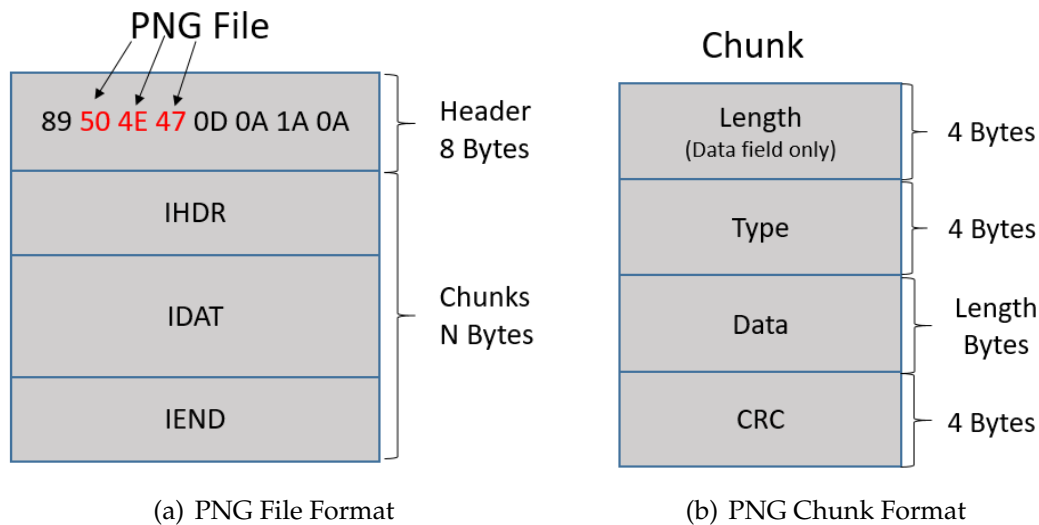 PNG File
89 50 4E 47 0D 0A 1A 0A
Header
8 Bytes
IHDR
IDAT
Chunks
N Bytes
IEND
(a) PNG File Format
Chunk
Length
(Data field only)
4 Bytes
Type
4 Bytes
Data
Length
Bytes
CRC
4 Bytes
(b) PNG Chunk Format